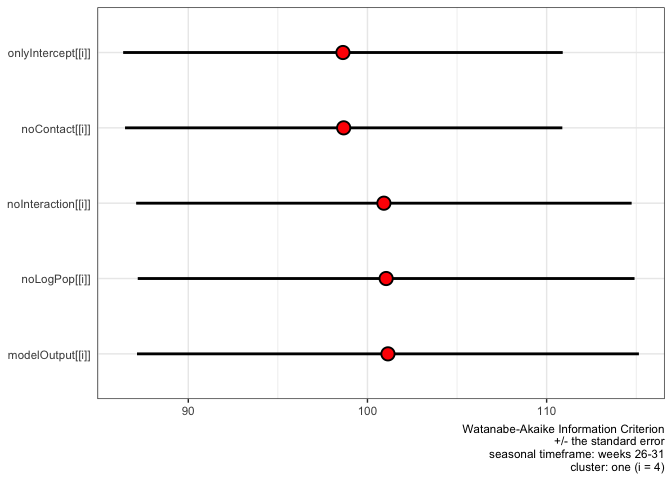 onlyIntercept[[i]]
noContact[[i]]
noInteraction[[i]]
noLogPop[[i]]
modelOutput[[i]]
90 100 110
Watanabe-Akaike Information Criterion
+/- the standard error
seasonal timeframe: weeks 26-31
cluster: one (i = 4)